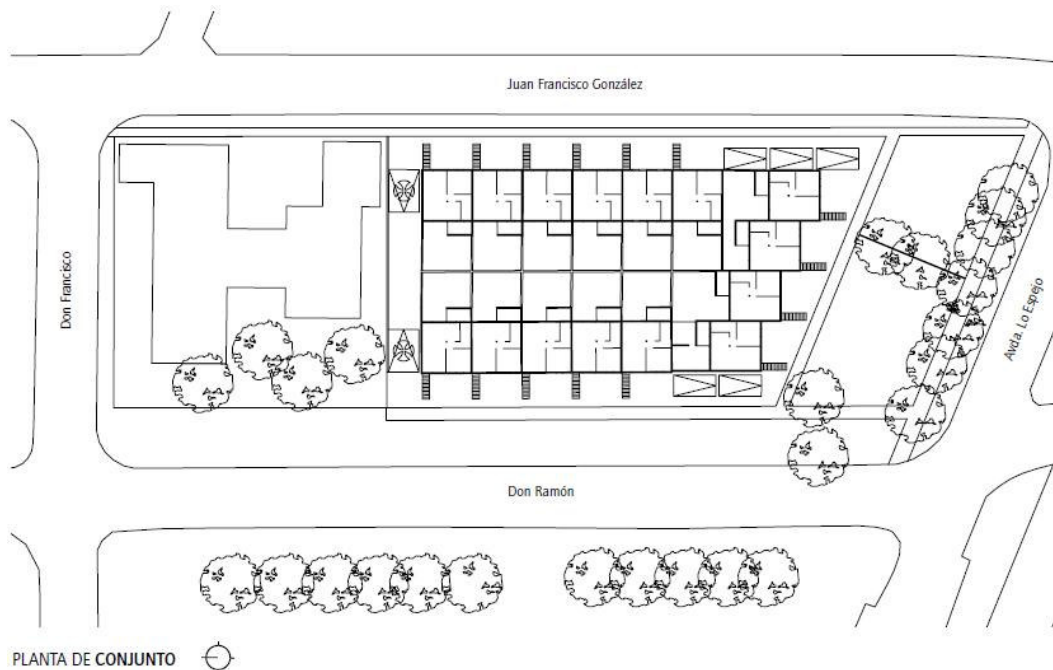 Juan Francisco González
Don Francisco
Avda. Lo Espejo
Don Ramón
PLANTA DE CONJUNTO